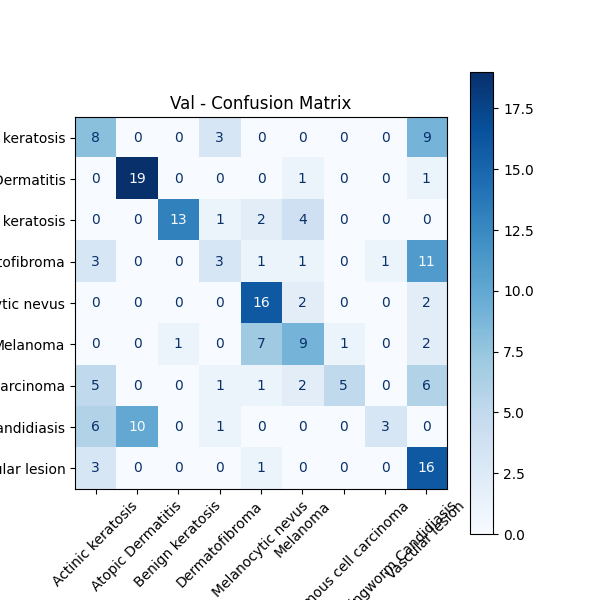 Val - Confusion Matrix
keratosis 8 0 0 3 0 0 0 0 9
Dermatitis 0 19 0 0 0 1 0 0 1
keratosis 0 0 13 1 2 4 0 0 0
tofibroma 3 0 0 3 1 1 0 1 11
ytic nevus 0 0 0 0 16 2 0 0 2
Melanoma 0 0 1 0 7 9 1 0 2
arcinoma 5 0 0 1 1 2 5 0 6
andidiasis 6 10 0 1 0 0 0 3 0
ular lesion 3 0 0 0 1 0 0 0 16
Actinic keratosis
Atopic Dermatitis
Benign keratosis
Dermatofibroma
Melanocytic nevus
Melanoma
mous cell carcinoma
ngworm Candidiasis
Vascular lesion
17.5
15.0
12.5
10.0
7.5
5.0
2.5
0.0